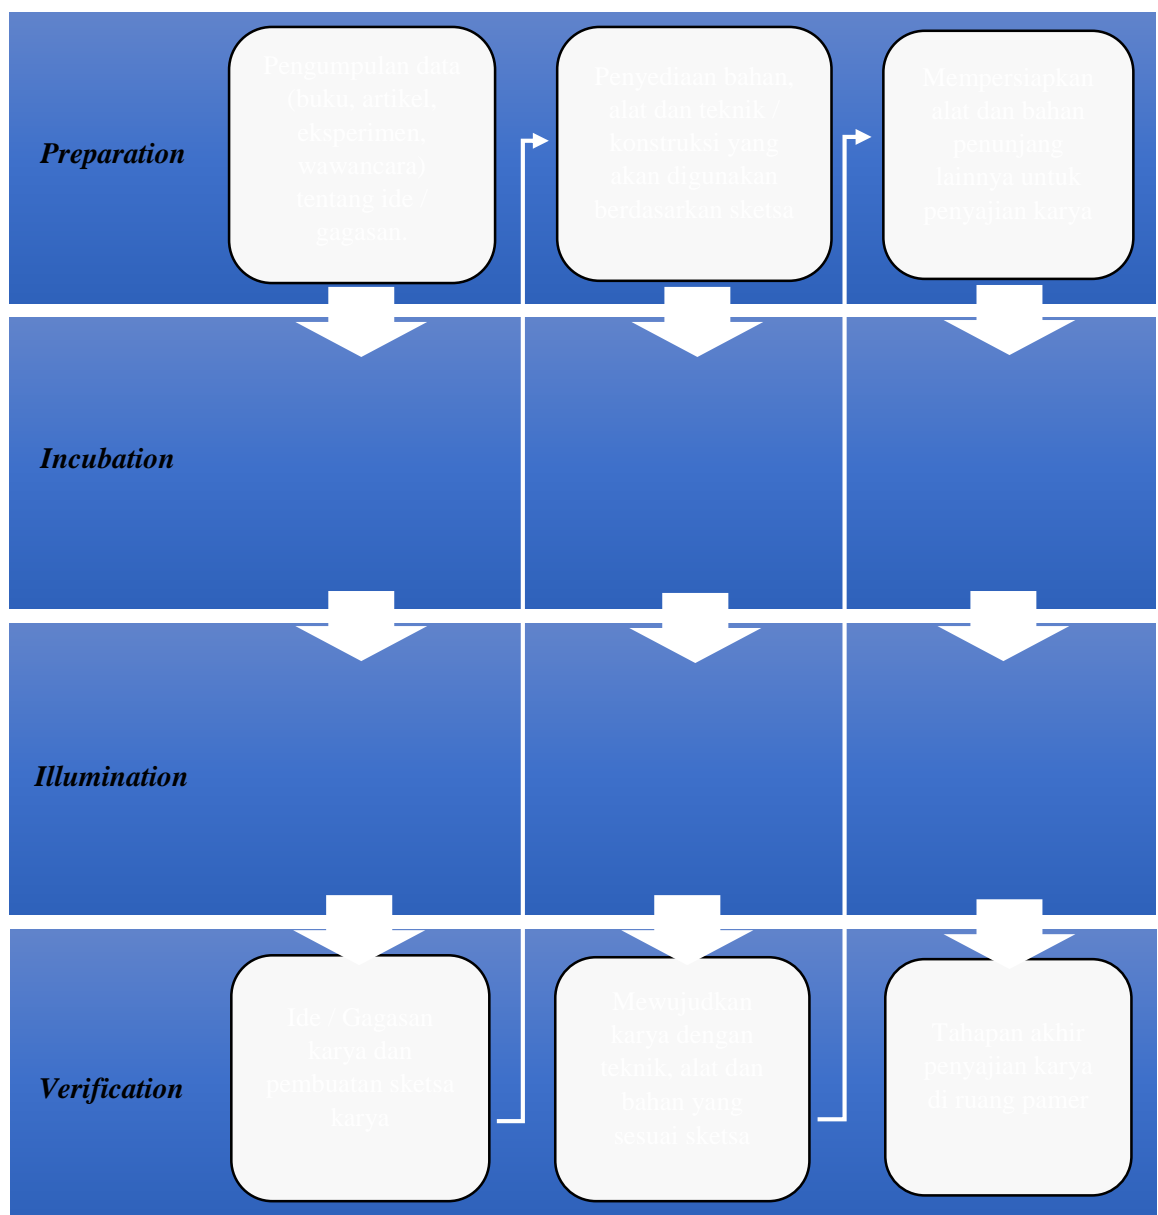 Preparation
Pengumpulan data
(buku, artikel,
eksperimen,
wawancara)
tentang ide /
gagasan.
Penyediaan bahan,
alat dan teknik /
konstruksi yang
akan digunakan
berdasarkan sketsa
Mempersiapkan
alat dan bahan
penunjang
lainnya untuk
penyajian karya
Incubation
Illumination
Verification
Ide / Gagasan
karya dan
pembuatan sketsa
karya
Mewujudkan
karya dengan
teknik, alat dan
bahan yang
sesuai sketsa
Tahapan akhir
penyajian karya
di ruang pamer